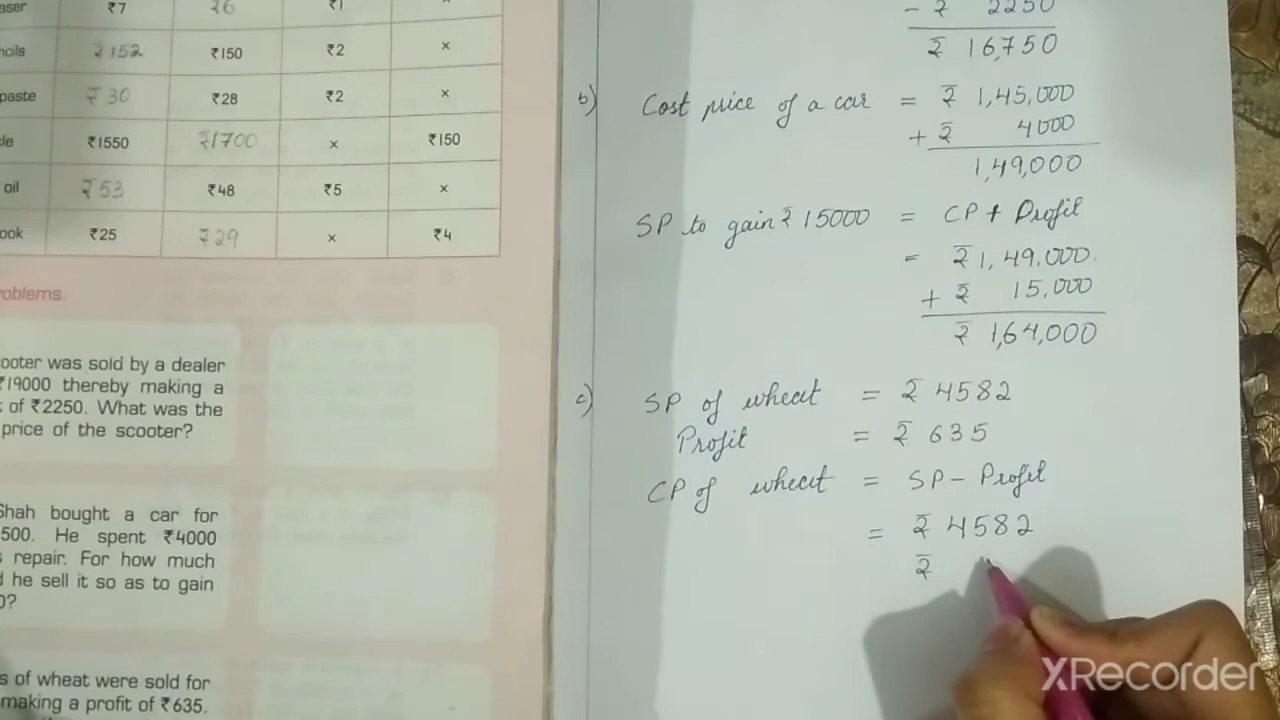 aser ₹7 ₹6 ₹1 ×
ncils ₹152 ₹150 ₹2 ×
paste ₹30 ₹28 ₹2 ×
le ₹1550 ₹1700 × ₹150
oil ₹53 ₹48 ₹5 ×
ook ₹25 ₹29 × ₹4
roblems.
ooter was sold by a dealer
₹19000 thereby making a
of ₹2250. What was the
price of the scooter?
Shah bought a car for
500. He spent ₹4000
repair. For how much
he sell it so as to gain
0?
s of wheat were sold for
making a profit of ₹635.
- ₹ 2250
₹ 16,750
b) Cost price of a car = ₹ 1,45,000
+ ₹ 4000
1,49,000
SP to gain ₹ 15000 = CP + Profit
= ₹ 1,49,000.
+ ₹ 15,000
₹ 1,64,000
c) SP of wheat = ₹ 4582
Profit = ₹ 635
CP of wheat = SP - Profit
= ₹ 4582
₹
XRecorder